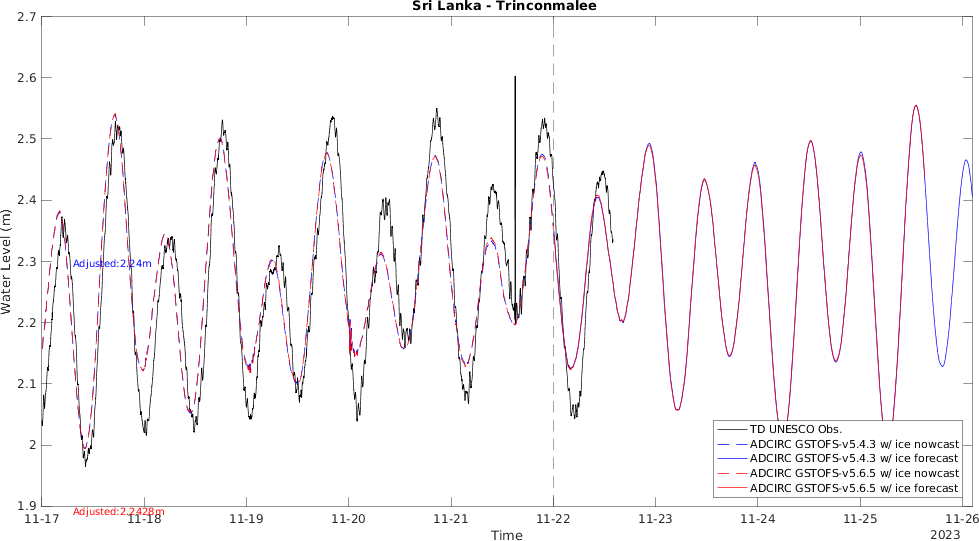 Sri Lanka - Trinconmalee
2.7
2.6
2.5
2.4
2.3
2.2
2.1
2
1.9
Water Level (m)
Adjusted:2.24m
Adjusted:2.2428m
TD UNESCO Obs.
ADCIRC GSTOFS-v5.4.3 w/ ice nowcast
ADCIRC GSTOFS-v5.4.3 w/ ice forecast
ADCIRC GSTOFS-v5.6.5 w/ ice nowcast
ADCIRC GSTOFS-v5.6.5 w/ ice forecast
11-17 11-18 11-19 11-20 11-21 11-22 11-23 11-24 11-25 11-26
Time
2023